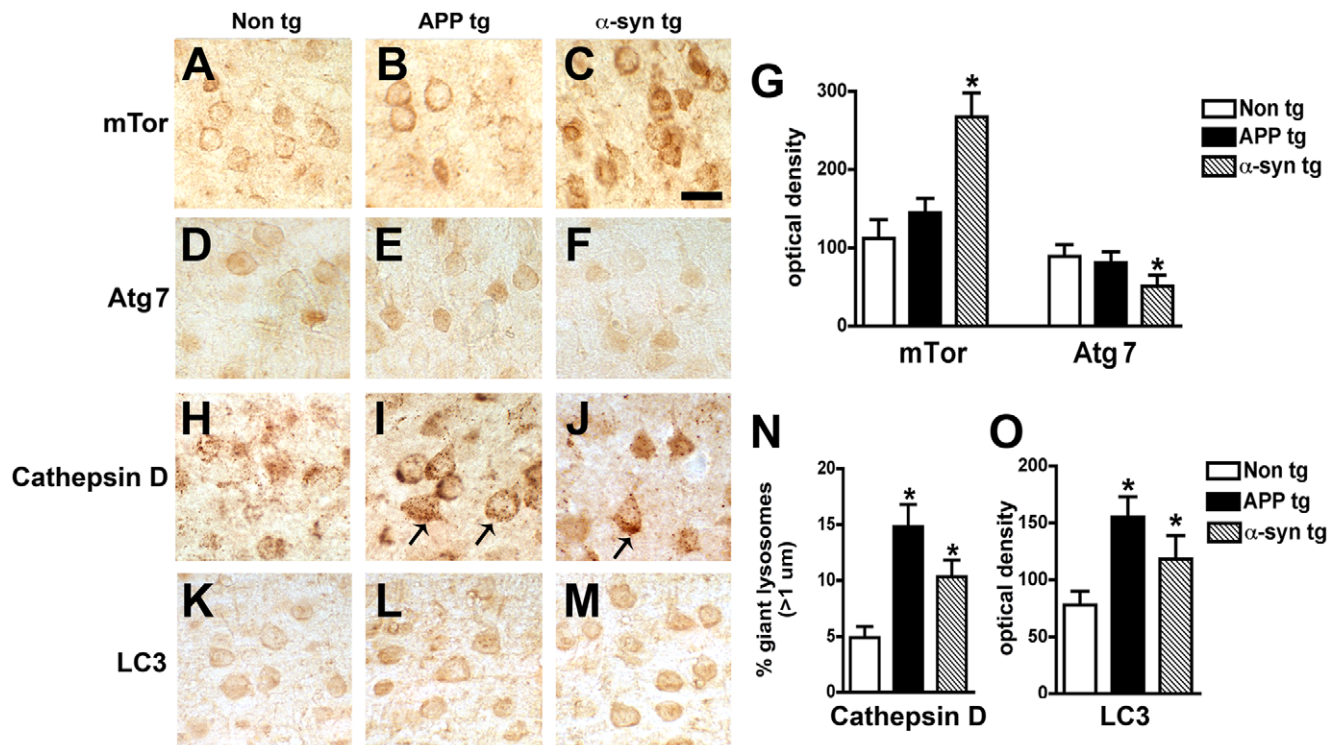 Non tg APP tg α-syn tg
mTor A B C
Atg 7 D E F
Cathepsin D H I J
LC3 K L M
G
optical density
300
200
100
0
* *
mTor Atg 7
Non tg
APP tg
α-syn tg
N
% giant lysosomes
(>1 um)
20
15
10
5
0
* *
Cathepsin D
O
optical density
200
150
100
50
0
* *
LC3
Non tg
APP tg
α-syn tg